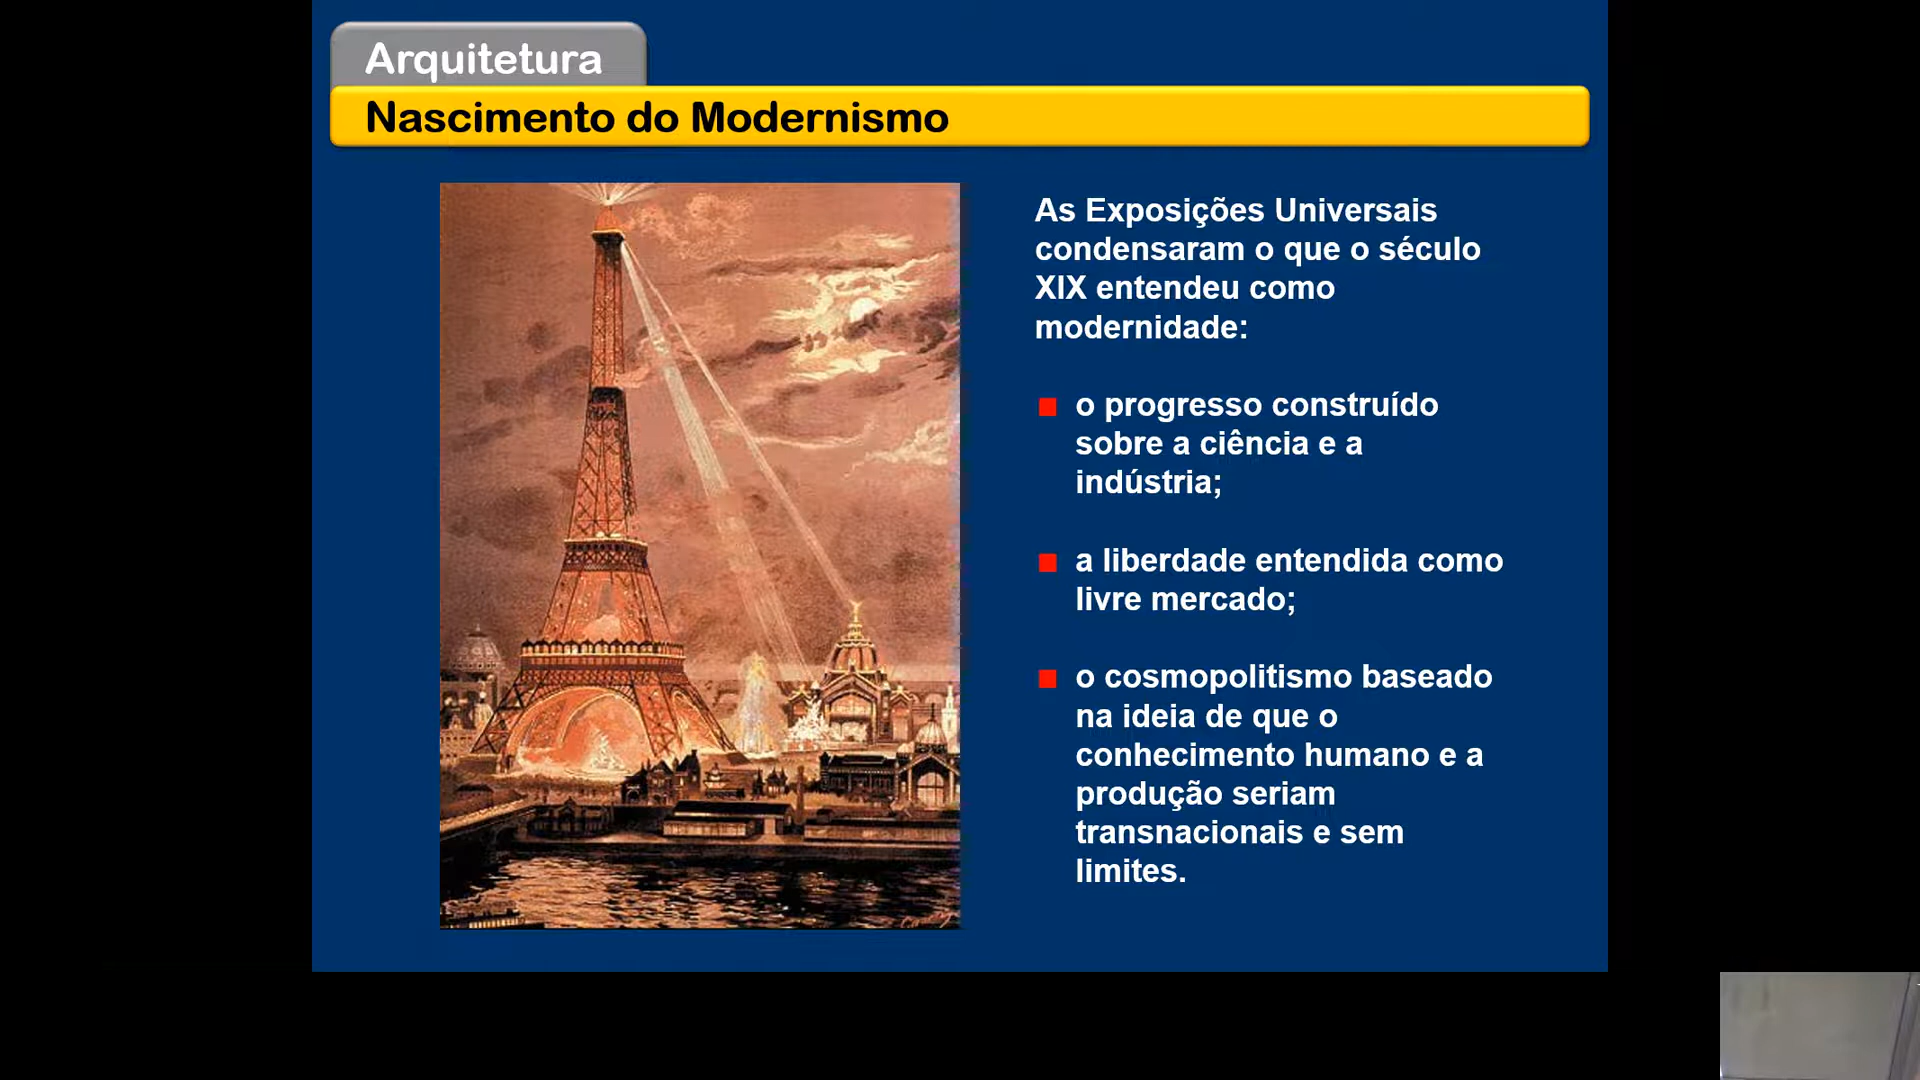 Arquitetura
Nascimento do Modernismo
As Exposições Universais
condensaram o que o século
XIX entendeu como
modernidade:
o progresso construído
sobre a ciência e a
indústria;
a liberdade entendida como
livre mercado;
o cosmopolitismo baseado
na ideia de que o
conhecimento humano e a
produção seriam
transnacionais e sem
limites.